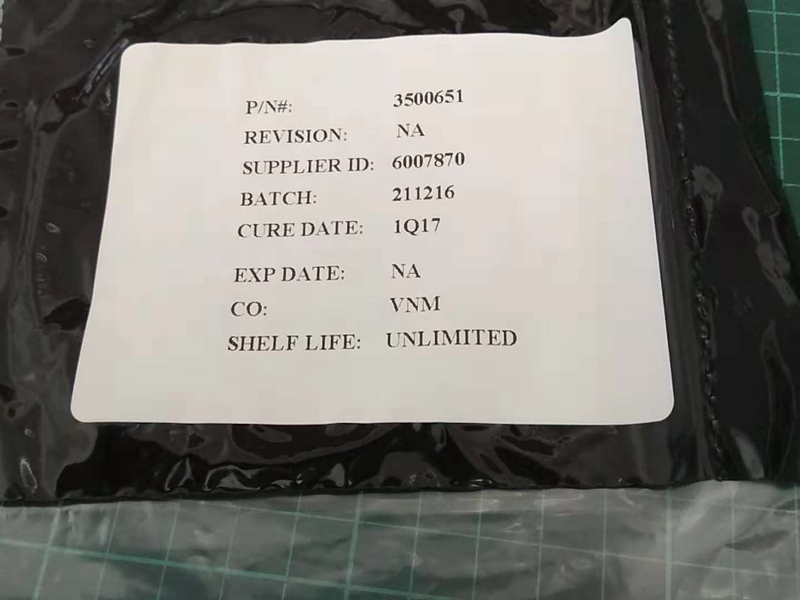 P/N#: 3500651
REVISION: NA
SUPPLIER ID: 6007870
BATCH: 211216
CURE DATE: 1Q17
EXP DATE: NA
CO: VNM
SHELF LIFE: UNLIMITED